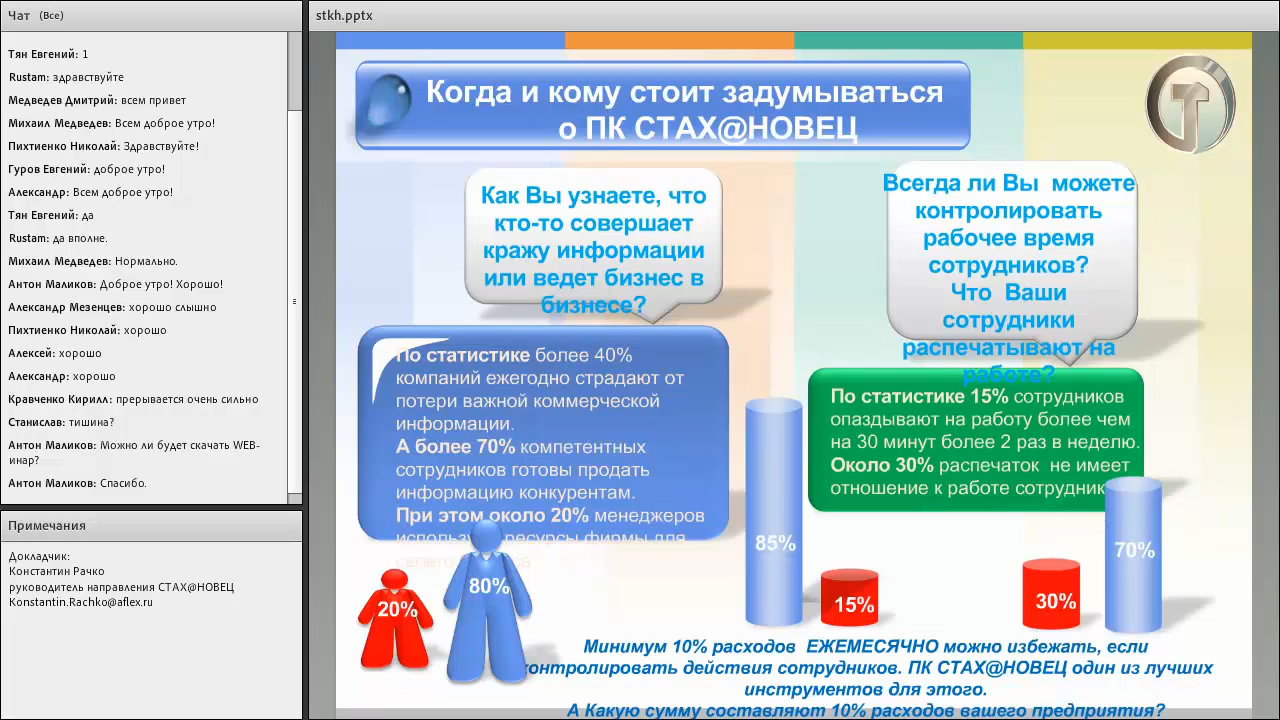 Чат (Все)
Тян Евгений: 1
Rustam: здравствуйте
Медведев Дмитрий: всем привет
Михаил Медведев: Всем доброе утро!
Пихтиенко Николай: Здравствуйте!
Гуров Евгений: доброе утро!
Александр: Всем доброе утро!
Тян Евгений: да
Rustam: да вполне.
Михаил Медведев: Нормально.
Антон Маликов: Доброе утро! Хорошо!
Александр Мезенцев: хорошо слышно
Пихтиенко Николай: хорошо
Алексей: хорошо
Александр: хорошо
Кравченко Кирилл: прерывается очень сильно
Станислав: тишина?
Антон Маликов: Можно ли будет скачать WEB-
инар?
Антон Маликов: Спасибо.
Примечания
Докладчик:
Константин Рачко
руководитель направления СТАХ@НОВЕЦ
Konstantin.Rachko@aflex.ru
stkh.pptx
Когда и кому стоит задумываться
о ПК СТАХ@НОВЕЦ
Как Вы узнаете, что
кто-то совершает
кражу информации
или ведет бизнес в
бизнесе?
По статистике более 40%
компаний ежегодно страдают от
потери важной коммерческой
информации.
А более 70% компетентных
сотрудников готовы продать
информацию конкурентам.
При этом около 20% менеджеров
ресурсы фирмы для
20%
80%
Всегда ли Вы можете
контролировать
рабочее время
сотрудников?
Что Ваши
сотрудники
распечатывают на
работе?
По статистике 15% сотрудников
опаздывают на работу более чем
на 30 минут более 2 раз в неделю.
Около 30% распечаток не имеет
отношение к работе сотрудник
85%
15%
30%
70%
Минимум 10% расходов ЕЖЕМЕСЯЧНО можно избежать, если
контролировать действия сотрудников. ПК СТАХ@НОВЕЦ один из лучших
инструментов для этого.
А Какую сумму составляют 10% расходов вашего предприятия?